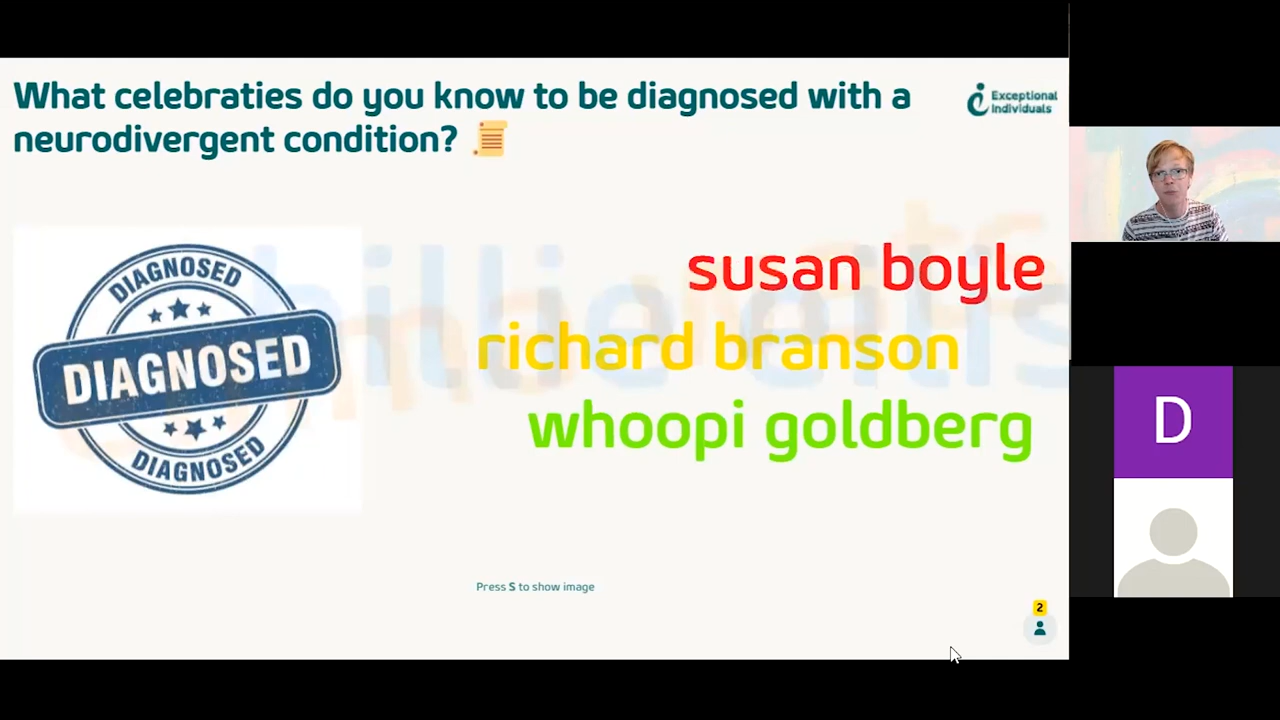 What celebraties do you know to be diagnosed with a
neurodivergent condition?
Exceptional
Individuals
DIAGNOSED
DIAGNOSED
DIAGNOSED
susan boyle
richard branson
whoopi goldberg
Press S to show image
2
D